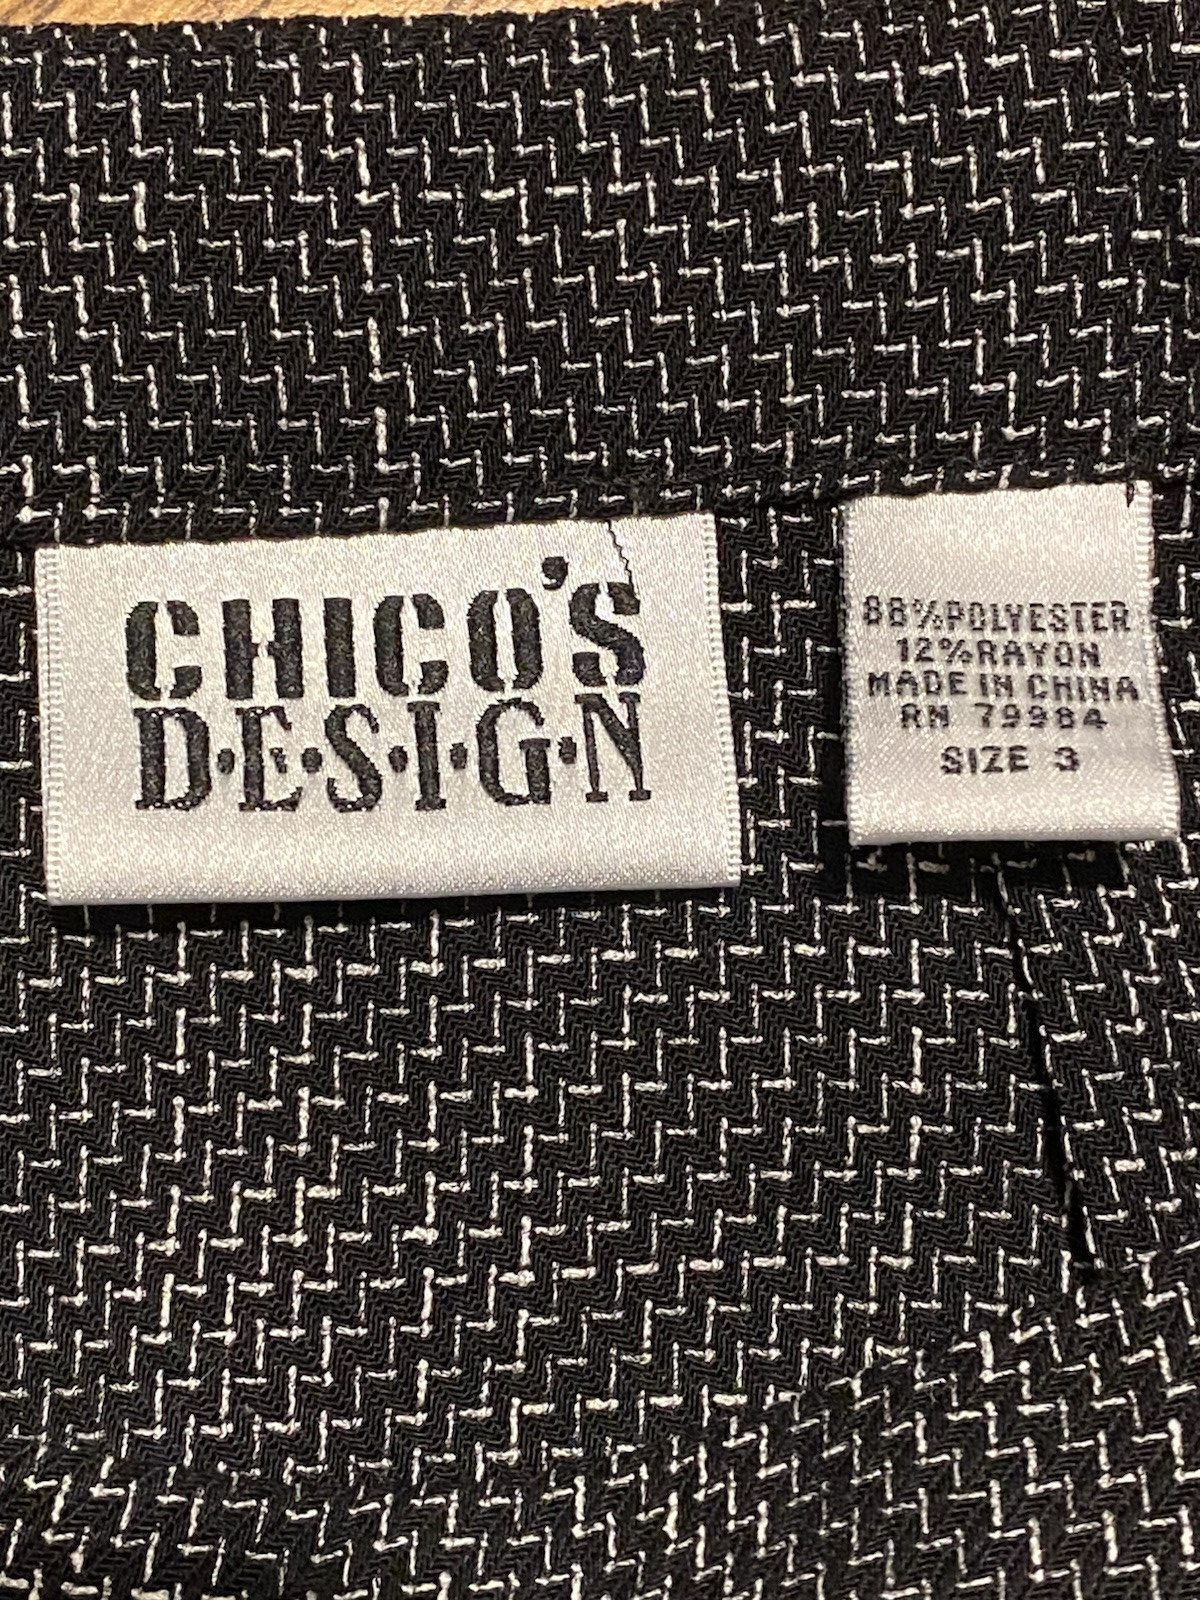 CHICO'S
D·E·S·I·G·N
88%POLYESTER
12%RAYON
MADE IN CHINA
RN 79984
SIZE 3